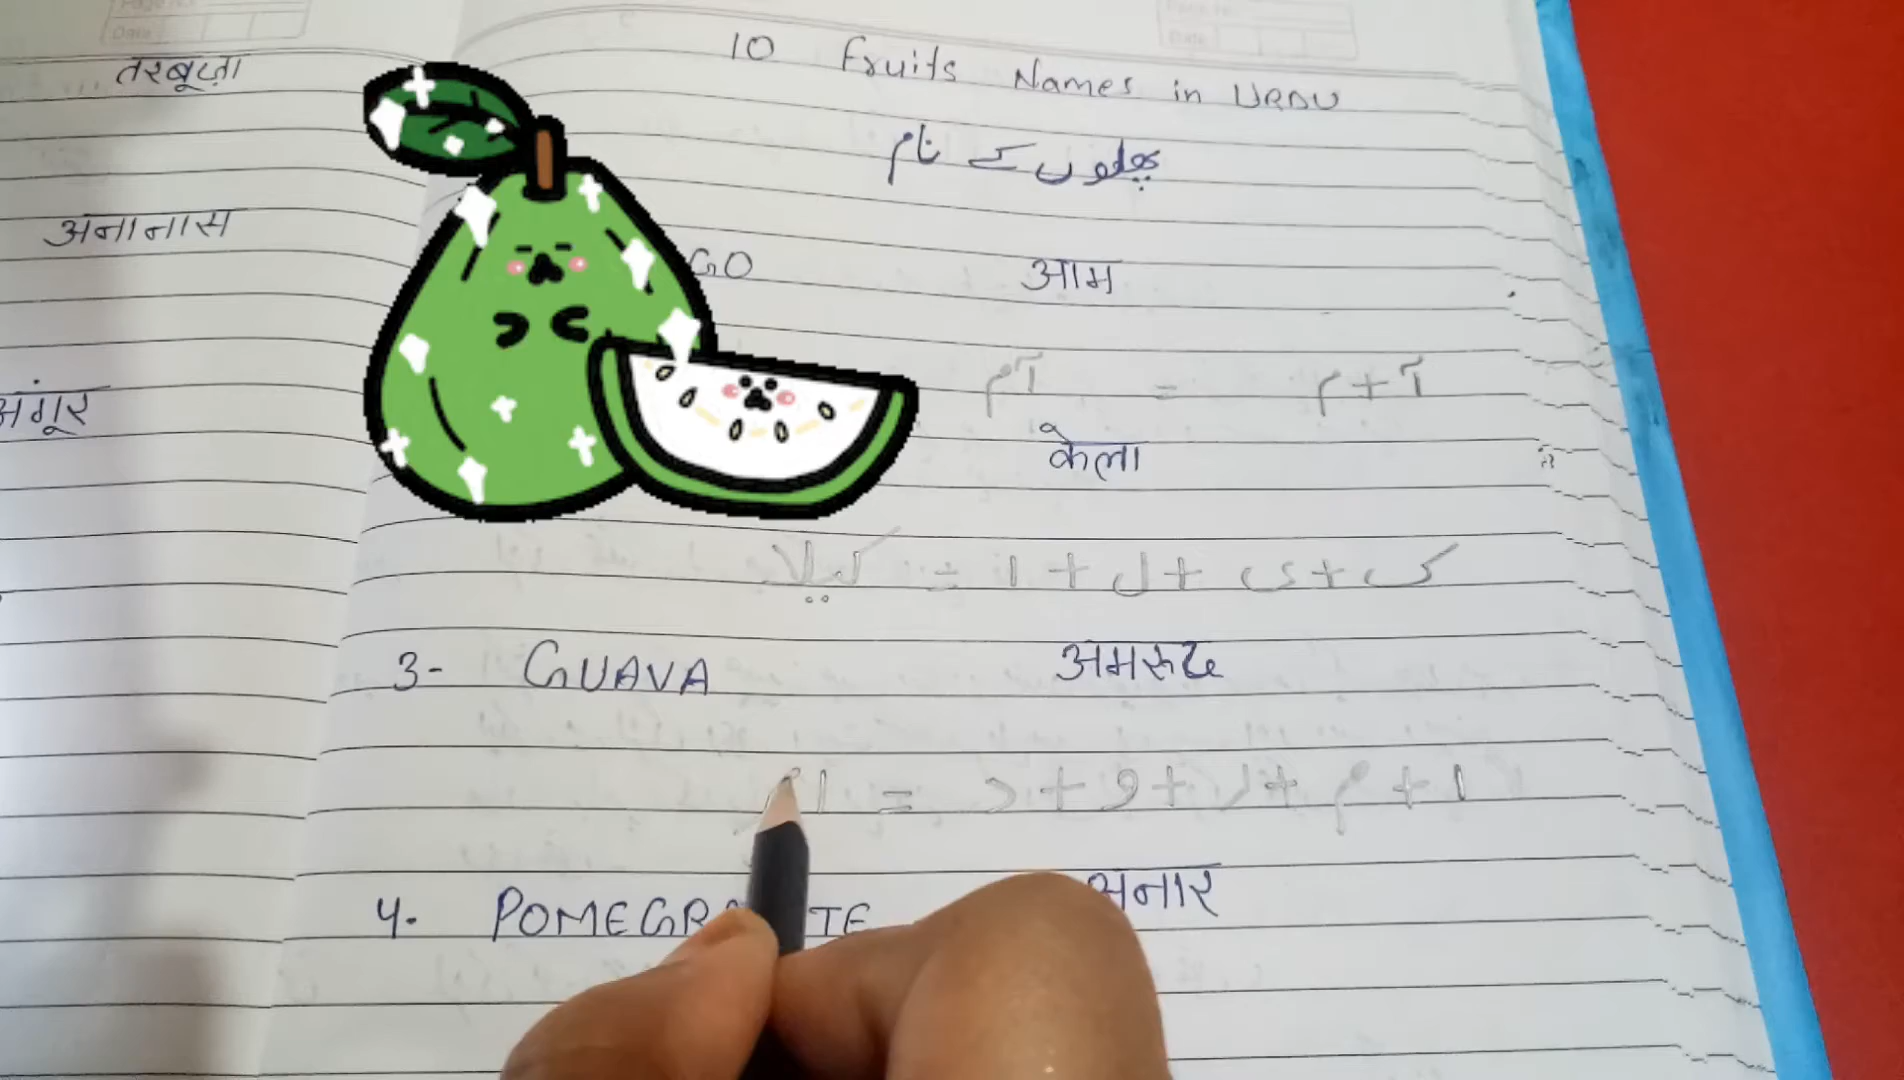 तरबूज़ा
अनानास
अंगूर
10 Fruits Names in URDU
پھلوں کے نام
GO आम
آ + م = آم
केला
ک + ی + ل + ا = کیلا
3- GUAVA अमरूद
ا + م + ر + و + د = ا
4. POMEGR TE अनार